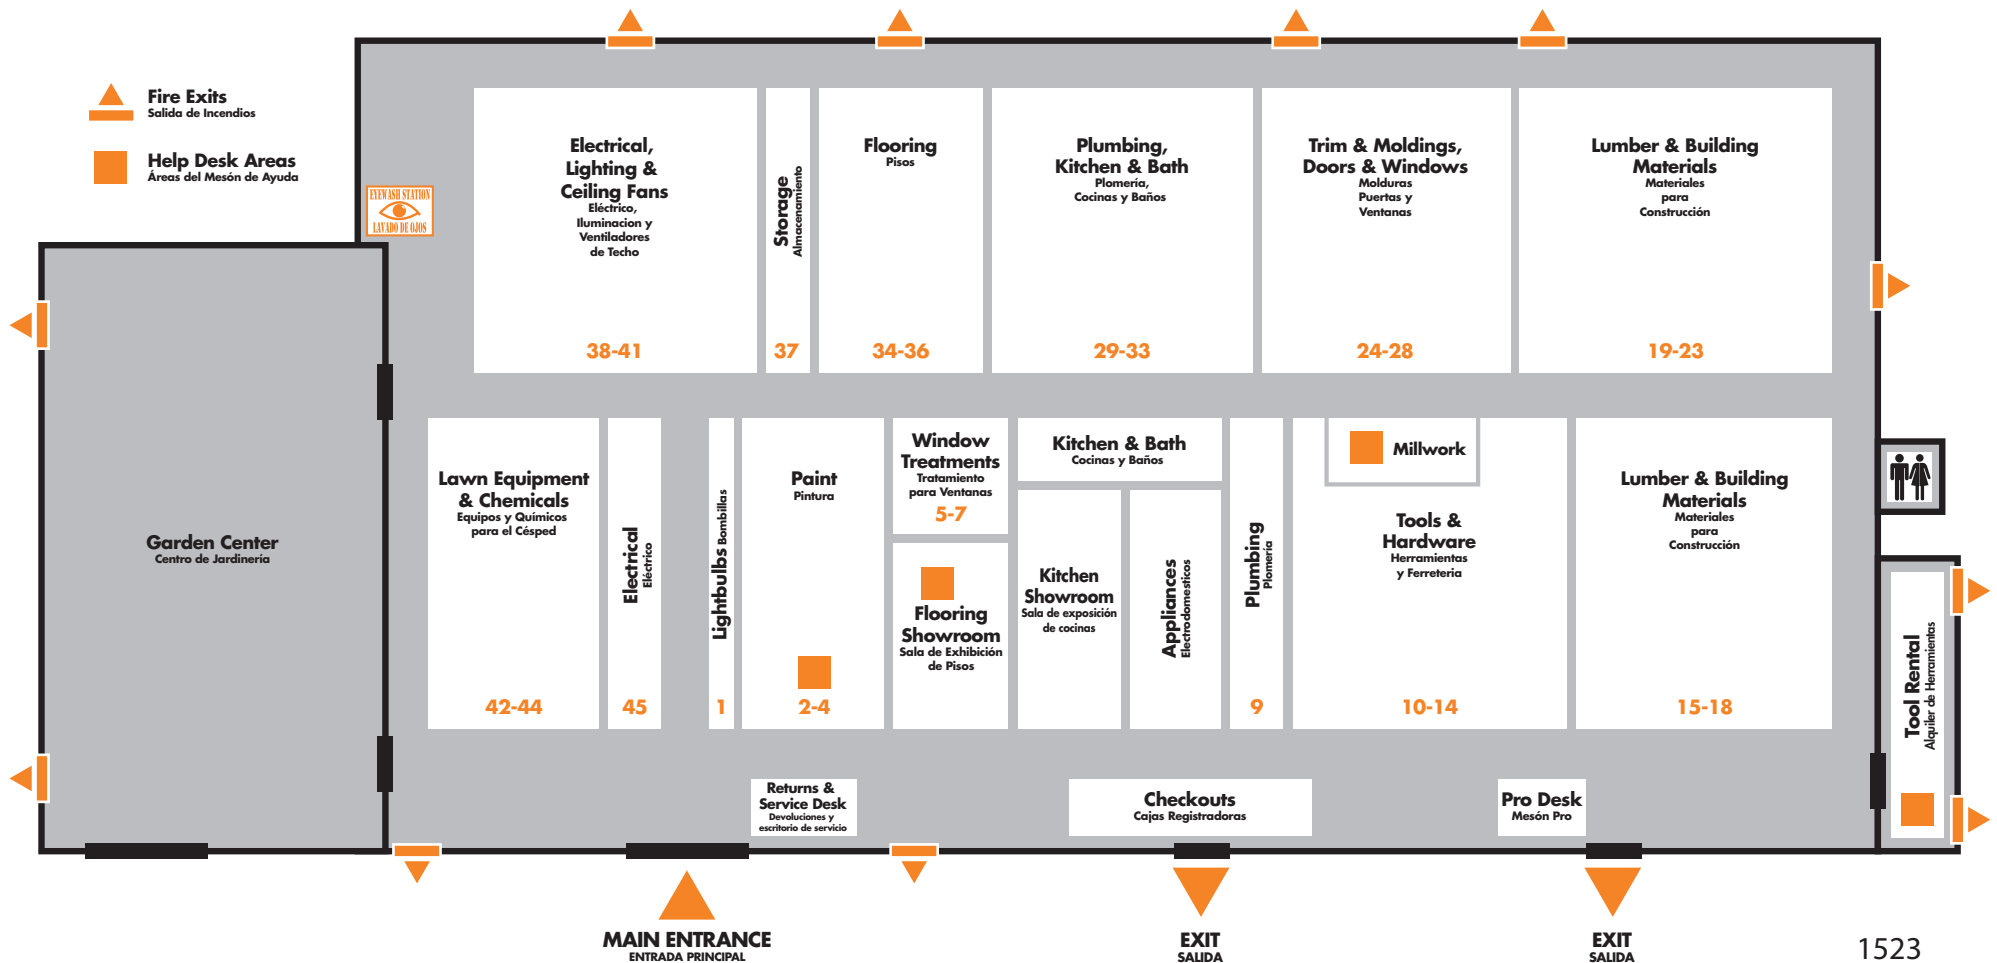 Fire Exits
Salida de Incendios
Help Desk Areas
Áreas del Mesón de Ayuda
EYEWASH STATION
LAVADO DE OJOS
Electrical,
Lighting &
Ceiling Fans
Eléctrico,
Iluminacion y
Ventiladores
de Techo
38-41
Storage
Almacenamiento
37
Flooring
Pisos
34-36
Plumbing,
Kitchen & Bath
Plomería,
Cocinas y Baños
29-33
Trim & Moldings,
Doors & Windows
Molduras
Puertas y
Ventanas
24-28
Lumber & Building
Materials
Materiales
para
Construcción
19-23
Garden Center
Centro de Jardinería
Lawn Equipment
& Chemicals
Equipos y Químicos
para el Césped
42-44
Electrical
Eléctrico
45
Lightbulbs Bombillas
1
Paint
Pintura
2-4
Window
Treatments
Tratamiento
para Ventanas
5-7
Flooring
Showroom
Sala de Exhibición
de Pisos
Kitchen & Bath
Cocinas y Baños
Kitchen
Showroom
Sala de exposición
de cocinas
Appliances
Electrodomesticos
Plumbing
Plomería
9
Millwork
Tools &
Hardware
Herramientas
y Ferreteria
10-14
Lumber & Building
Materials
Materiales
para
Construcción
15-18
Tool Rental
Alquiler de Herramientas
Returns &
Service Desk
Devoluciones y
escritorio de servicio
Checkouts
Cajas Registradoras
Pro Desk
Mesón Pro
MAIN ENTRANCE
ENTRADA PRINCIPAL
EXIT
SALIDA
EXIT
SALIDA
1523